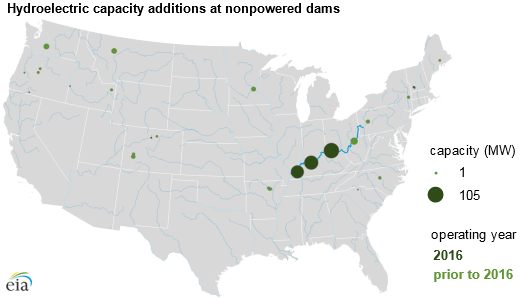 Hydroelectric capacity additions at nonpowered dams
capacity (MW)
1
105
operating year
2016
prior to 2016
eia